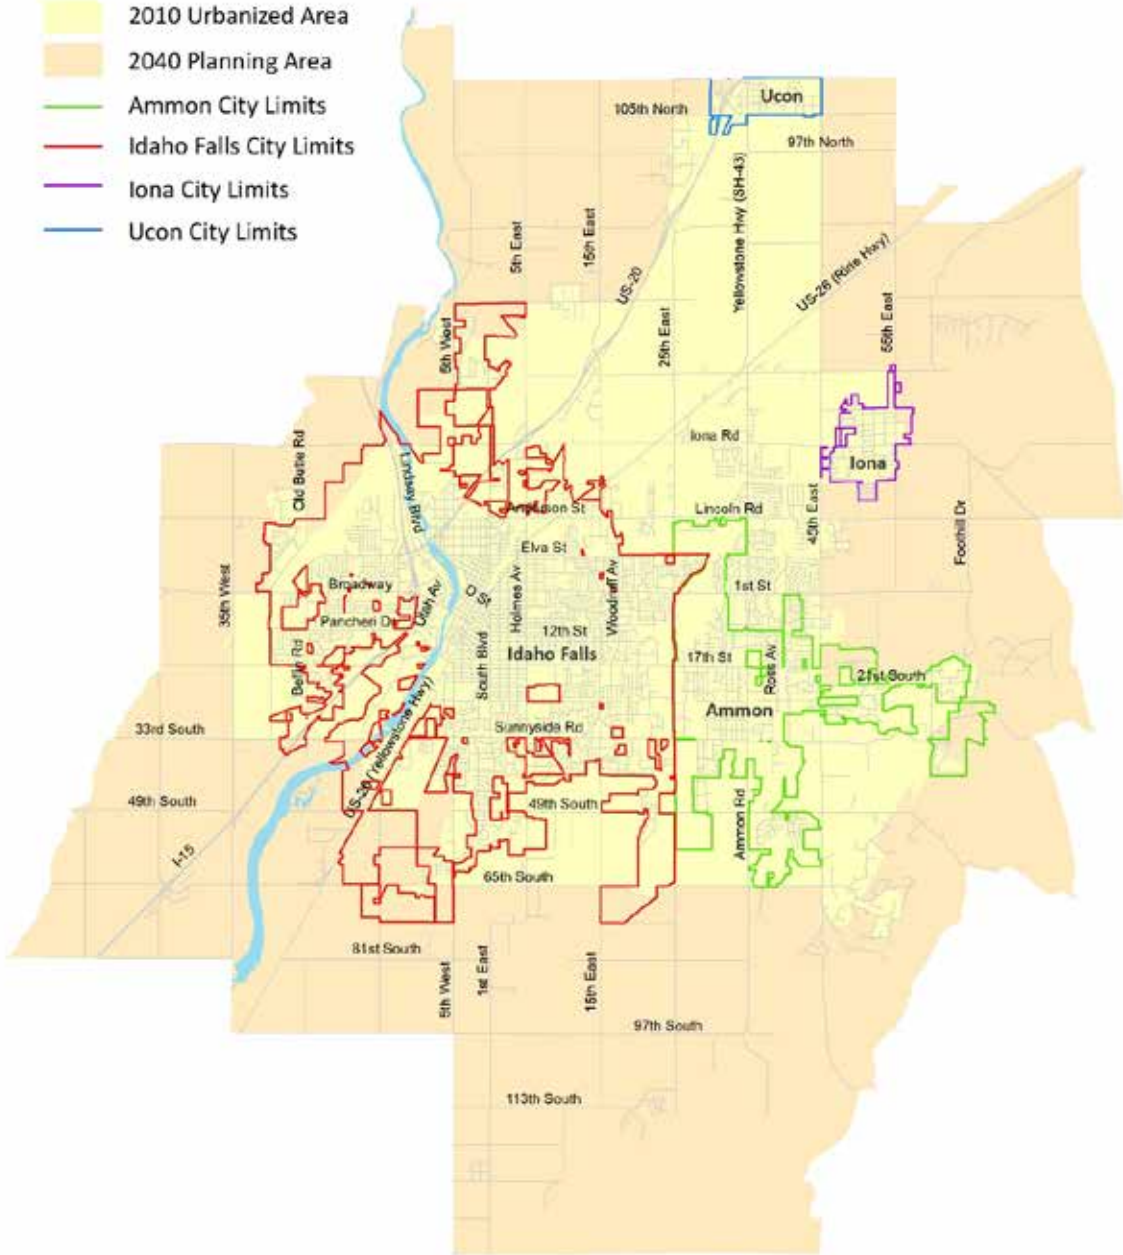 2010 Urbanized Area
2040 Planning Area
Ammon City Limits
Idaho Falls City Limits
Iona City Limits
Ucon City Limits
Ucon
105th North
97th North
Yellowstone Hwy (SH-43)
5th East
15th East
US-20
US-26 (Ririe Hwy)
25th East
55th East
5th West
Iona Rd
Old Butte Rd
Iona
Lindsay Blvd
45th East
Lincoln Rd
Anderson St
Foothill Dr
Elva St
35th West
Broadway
Utah Av
D St
Holmes Av
Woodruff Av
1st St
Pancheri Dr
12th St
Idaho Falls
17th St
Ross Av
21st South
Bellin Rd
South Blvd
Ammon
33rd South
Sunnyside Rd
US-26 (Yellowstone Hwy)
49th South
49th South
Ammon Rd
I-15
65th South
81st South
5th West
1st East
15th East
97th South
113th South